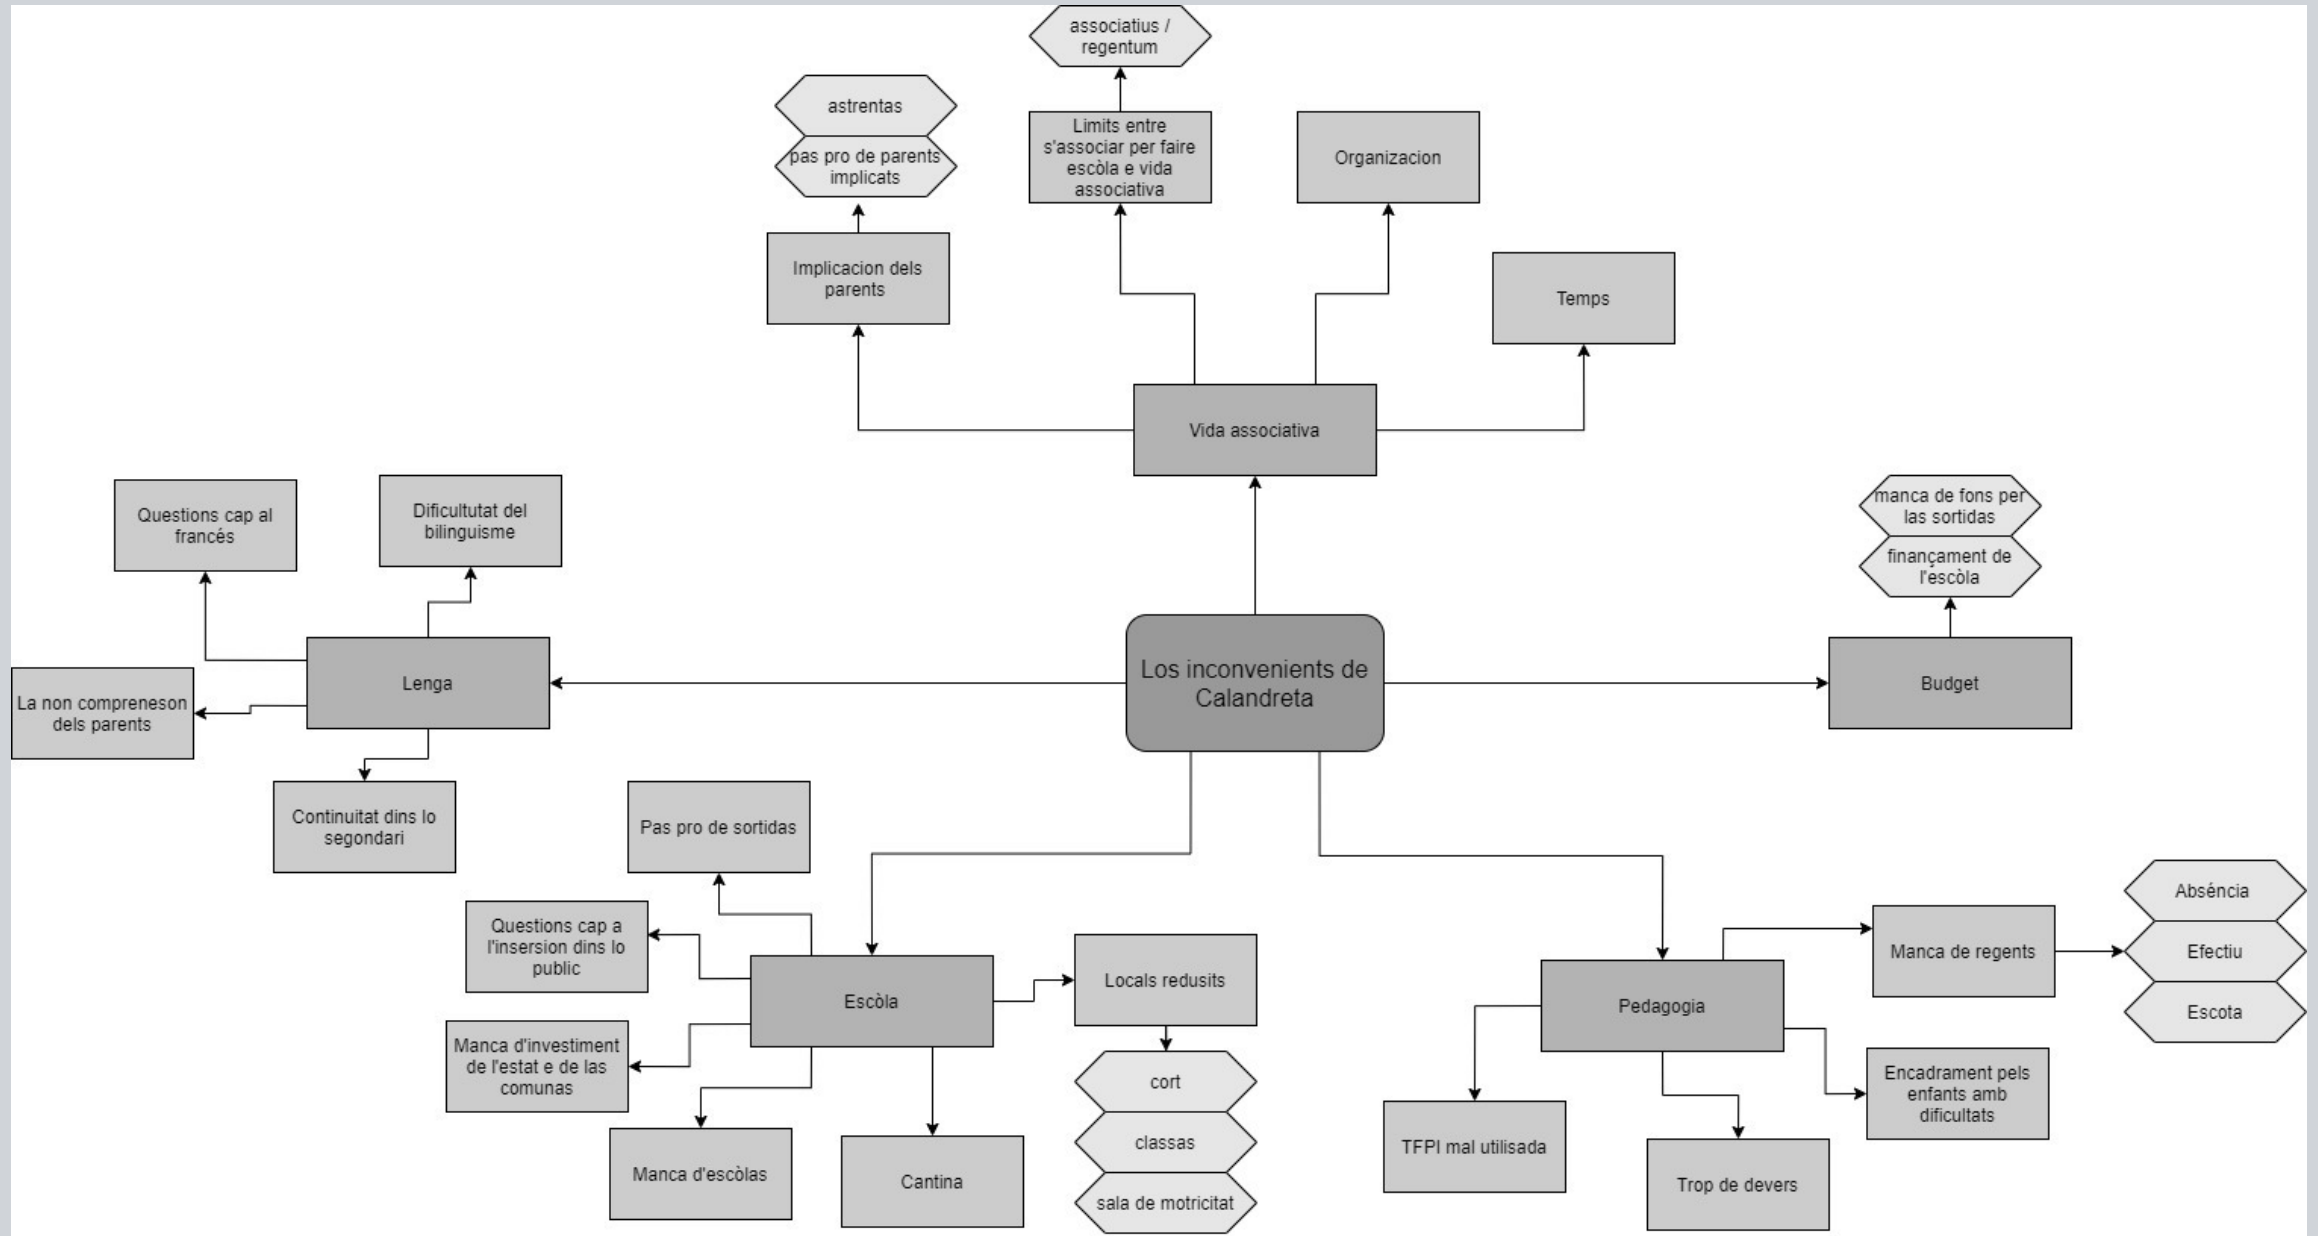 associatius /
regentum
astrentas
pas pro de parents
implicats
Limits entre
s'associar per faire
escòla e vida
associativa
Organizacion
Implicacion dels
parents
Temps
Vida associativa
Questions cap al
francés
Dificultutat del
bilinguisme
manca de fons per
las sortidas
finançament de
l'escòla
Lenga
Los inconvenients de
Calandreta
Budget
La non compreneson
dels parents
Continuitat dins lo
segondari
Pas pro de sortidas
Questions cap a
l'insersion dins lo
public
Escòla
Locals redusits
Manca d'investiment
de l'estat e de las
comunas
Manca d'escòlas
Cantina
cort
classas
sala de motricitat
Pedagogia
Manca de regents
Abséncia
Efectiu
Escota
Encadrament pels
enfants amb
dificultats
TFPI mal utilisada
Trop de devers